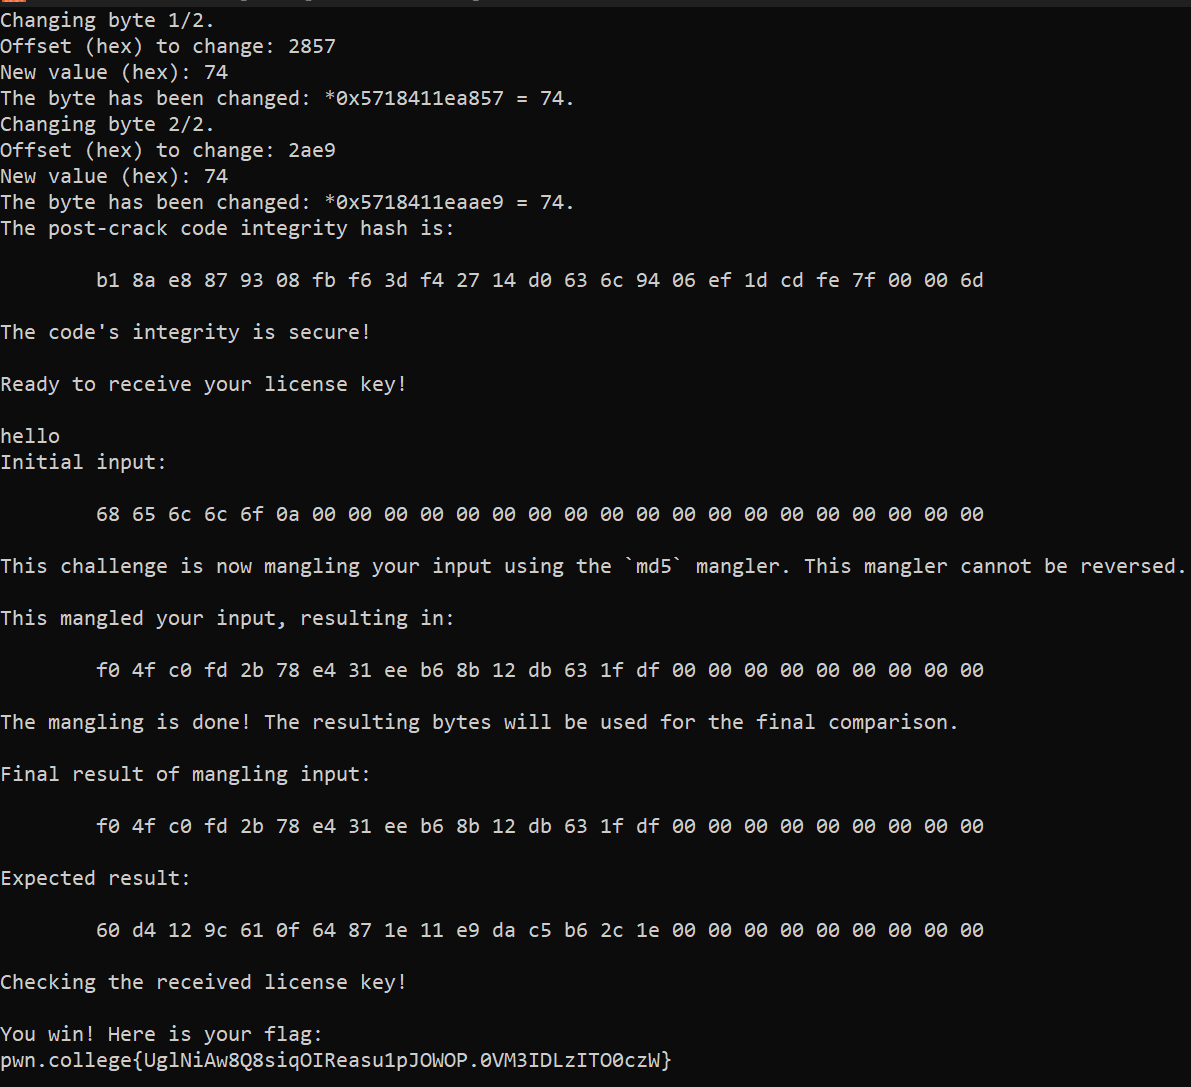 Changing byte 1/2.
Offset (hex) to change: 2857
New value (hex): 74
The byte has been changed: *0x5718411ea857 = 74.
Changing byte 2/2.
Offset (hex) to change: 2ae9
New value (hex): 74
The byte has been changed: *0x5718411eaae9 = 74.
The post-crack code integrity hash is:
b1 8a e8 87 93 08 fb f6 3d f4 27 14 d0 63 6c 94 06 ef 1d cd fe 7f 00 00 6d
The code's integrity is secure!
Ready to receive your license key!
hello
Initial input:
68 65 6c 6c 6f 0a 00 00 00 00 00 00 00 00 00 00 00 00 00 00 00 00 00 00 00
This challenge is now mangling your input using the `md5` mangler. This mangler cannot be reversed.
This mangled your input, resulting in:
f0 4f c0 fd 2b 78 e4 31 ee b6 8b 12 db 63 1f df 00 00 00 00 00 00 00 00 00
The mangling is done! The resulting bytes will be used for the final comparison.
Final result of mangling input:
f0 4f c0 fd 2b 78 e4 31 ee b6 8b 12 db 63 1f df 00 00 00 00 00 00 00 00 00
Expected result:
60 d4 12 9c 61 0f 64 87 1e 11 e9 da c5 b6 2c 1e 00 00 00 00 00 00 00 00 00
Checking the received license key!
You win! Here is your flag:
pwn.college{UglNiAw8Q8siqOIReasu1pJOWOP.0VM3IDLzITO0czW}